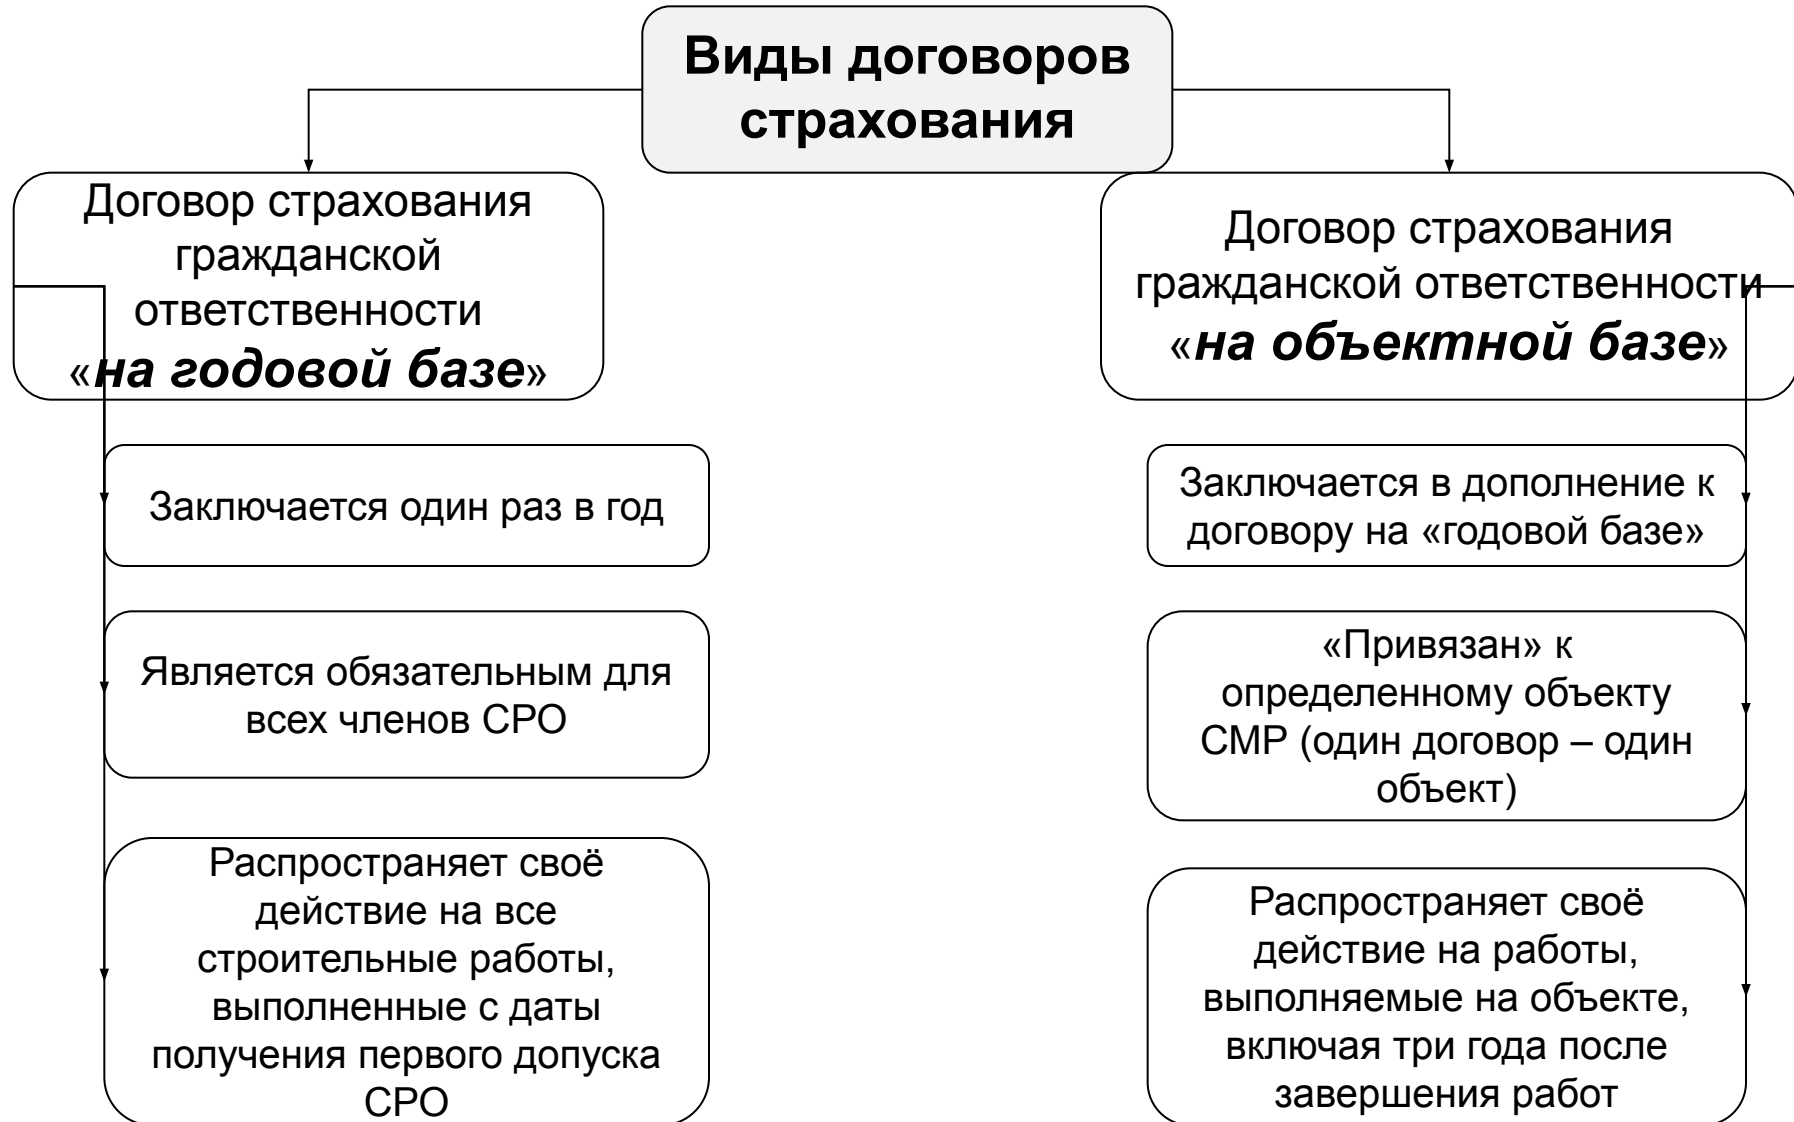 Виды договоров
страхования
Договор страхования
гражданской
ответственности
«на годовой базе»
Заключается один раз в год
Является обязательным для
всех членов СРО
Распространяет своё
действие на все
строительные работы,
выполненные с даты
получения первого допуска
СРО
Договор страхования
гражданской ответственности
«на объектной базе»
Заключается в дополнение к
договору на «годовой базе»
«Привязан» к
определенному объекту
СМР (один договор – один
объект)
Распространяет своё
действие на работы,
выполняемые на объекте,
включая три года после
завершения работ